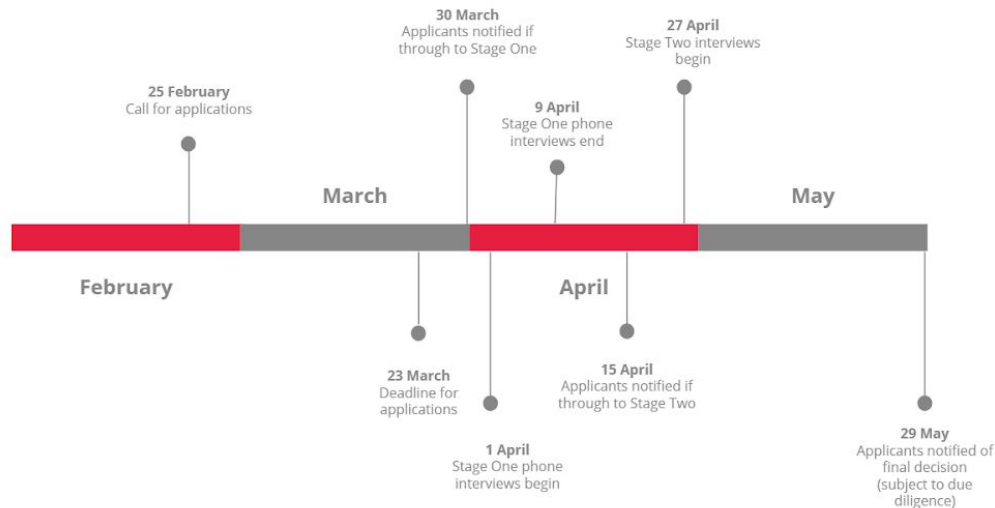 30 March
Applicants notified if
through to Stage One
27 April
Stage Two interviews
begin
25 February
Call for applications
9 April
Stage One phone
interviews end
March
May
February
April
23 March
Deadline for
applications
15 April
Applicants notified if
through to Stage Two
1 April
Stage One phone
interviews begin
29 May
Applicants notified of
final decision
(subject to due
diligence)